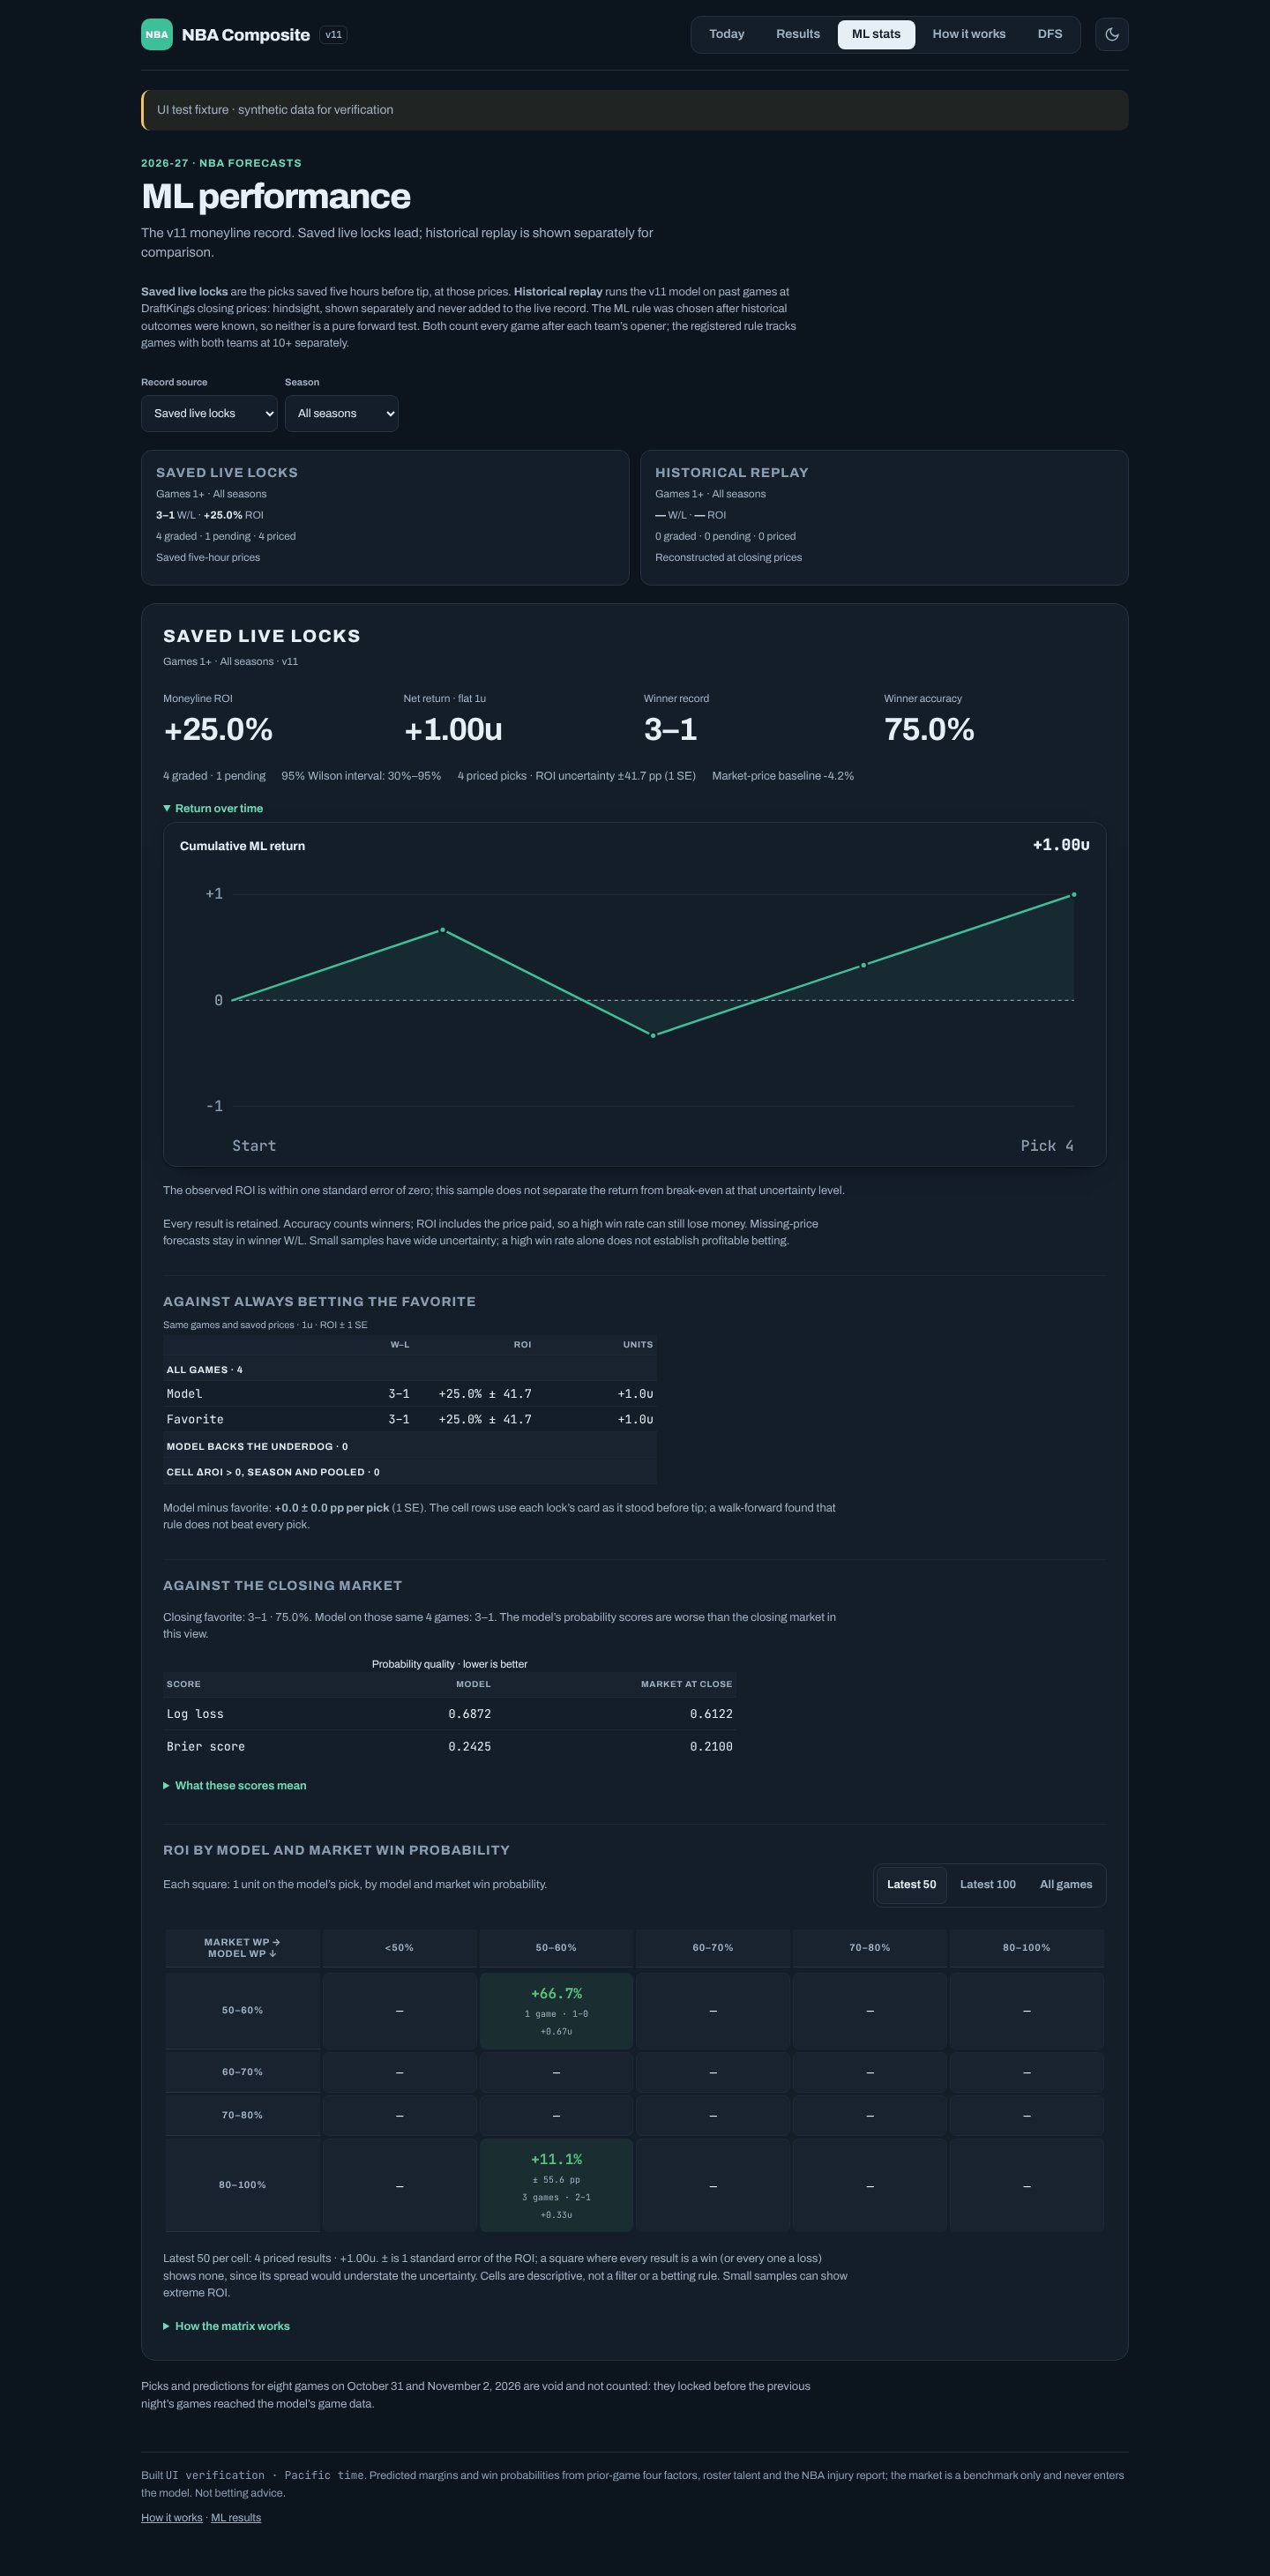 NBA NBA Composite v11
Today Results ML stats How it works DFS
UI test fixture · synthetic data for verification
2026-27 · NBA FORECASTS
ML performance
The v11 moneyline record. Saved live locks lead; historical replay is shown separately for
comparison.
Saved live locks are the picks saved five hours before tip, at those prices. Historical replay runs the v11 model on past games at
DraftKings closing prices: hindsight, shown separately and never added to the live record. The ML rule was chosen after historical
outcomes were known, so neither is a pure forward test. Both count every game after each team's opener; the registered rule tracks
games with both teams at 10+ separately.
Record source Season
Saved live locks All seasons
SAVED LIVE LOCKS
Games 1+ · All seasons
3–1 W/L · +25.0% ROI
4 graded · 1 pending · 4 priced
Saved five-hour prices
HISTORICAL REPLAY
Games 1+ · All seasons
— W/L · — ROI
0 graded · 0 pending · 0 priced
Reconstructed at closing prices
SAVED LIVE LOCKS
Games 1+ · All seasons · v11
Moneyline ROI Net return · flat 1u Winner record Winner accuracy
+25.0% +1.00u 3–1 75.0%
4 graded · 1 pending 95% Wilson interval: 30%–95% 4 priced picks · ROI uncertainty ±41.7 pp (1 SE) Market-price baseline -4.2%
▼ Return over time
Cumulative ML return +1.00u
+1
0
-1
Start Pick 4
The observed ROI is within one standard error of zero; this sample does not separate the return from break-even at that uncertainty level.
Every result is retained. Accuracy counts winners; ROI includes the price paid, so a high win rate can still lose money. Missing-price
forecasts stay in winner W/L. Small samples have wide uncertainty; a high win rate alone does not establish profitable betting.
AGAINST ALWAYS BETTING THE FAVORITE
Same games and saved prices · 1u · ROI ± 1 SE
W–L ROI UNITS
ALL GAMES · 4
Model 3–1 +25.0% ± 41.7 +1.0u
Favorite 3–1 +25.0% ± 41.7 +1.0u
MODEL BACKS THE UNDERDOG · 0
CELL ΔROI > 0, SEASON AND POOLED · 0
Model minus favorite: +0.0 ± 0.0 pp per pick (1 SE). The cell rows use each lock's card as it stood before tip; a walk-forward found that
rule does not beat every pick.
AGAINST THE CLOSING MARKET
Closing favorite: 3–1 · 75.0%. Model on those same 4 games: 3–1. The model's probability scores are worse than the closing market in
this view.
Probability quality · lower is better
SCORE MODEL MARKET AT CLOSE
Log loss 0.6872 0.6122
Brier score 0.2425 0.2100
▶ What these scores mean
ROI BY MODEL AND MARKET WIN PROBABILITY
Each square: 1 unit on the model's pick, by model and market win probability.
Latest 50 Latest 100 All games
MARKET WP →
MODEL WP ↓
<50% 50–60% 60–70% 70–80% 80–100%
50–60% — +66.7% — — —
1 game · 1–0
+0.67u
60–70% — — — — —
70–80% — — — — —
80–100% — +11.1% — — —
± 55.6 pp
3 games · 2–1
+0.33u
Latest 50 per cell: 4 priced results · +1.00u. ± is 1 standard error of the ROI; a square where every result is a win (or every one a loss)
shows none, since its spread would understate the uncertainty. Cells are descriptive, not a filter or a betting rule. Small samples can show
extreme ROI.
▶ How the matrix works
Picks and predictions for eight games on October 31 and November 2, 2026 are void and not counted: they locked before the previous
night's games reached the model's game data.
Built UI verification · Pacific time. Predicted margins and win probabilities from prior-game four factors, roster talent and the NBA injury report; the market is a benchmark only and never enters
the model. Not betting advice.
How it works · ML results